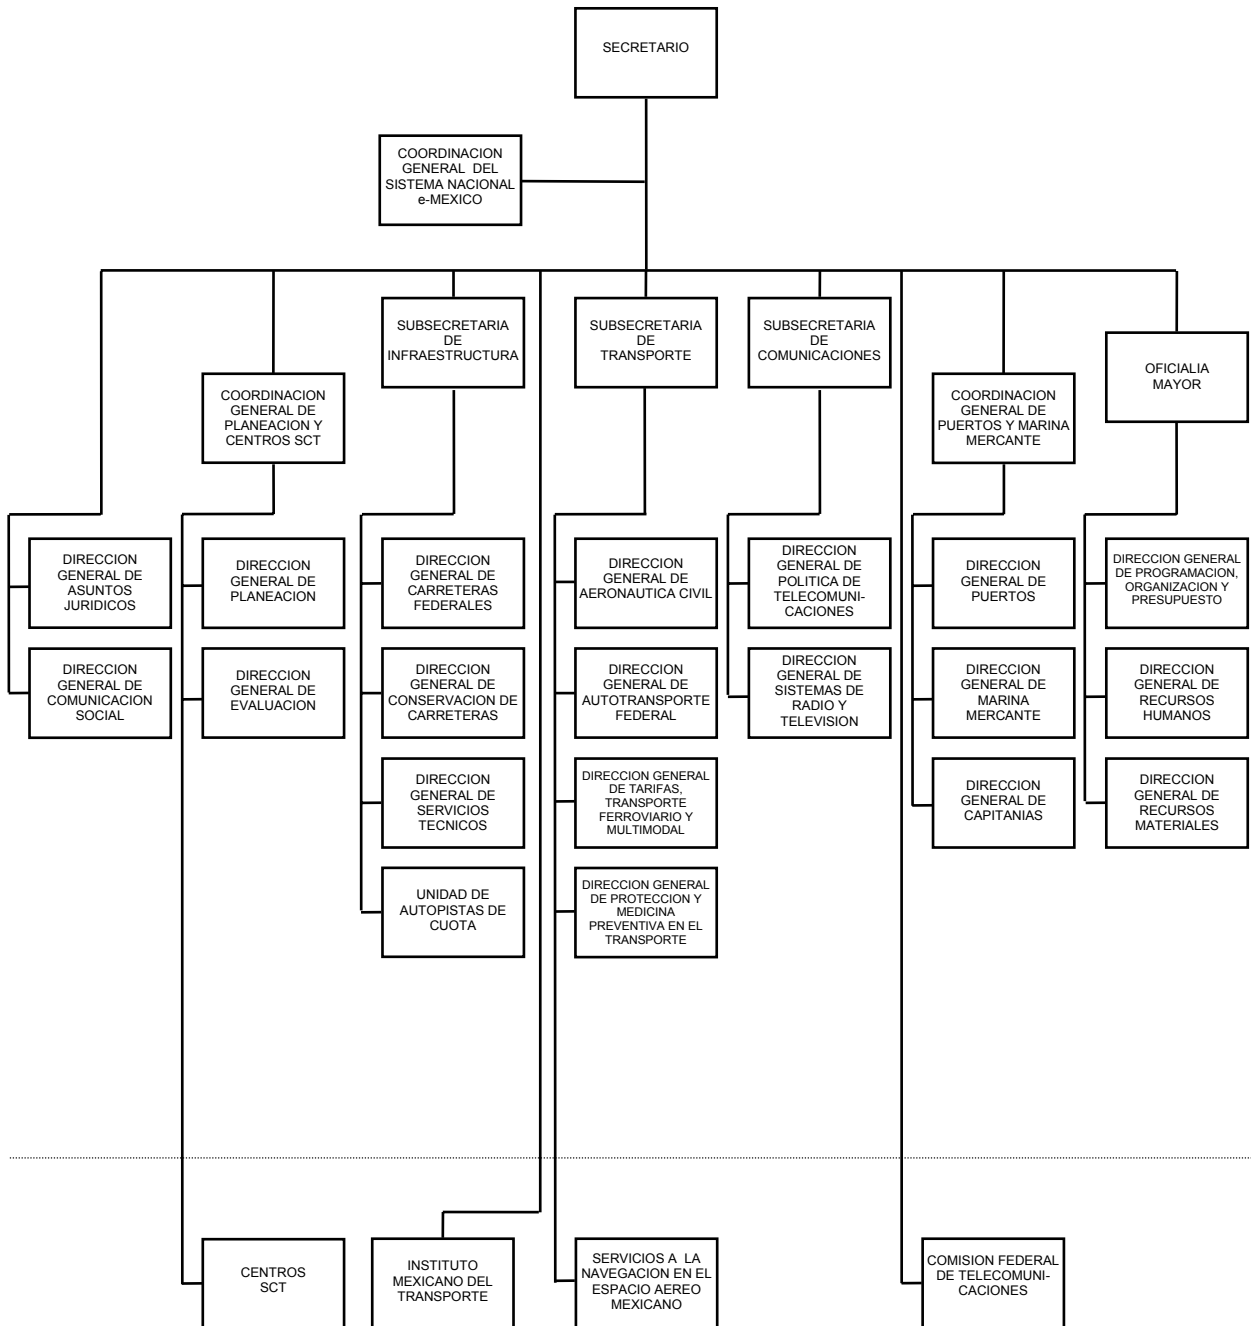 SECRETARIO
COORDINACION
GENERAL DEL
SISTEMA NACIONAL
e-MEXICO
SUBSECRETARIA
DE
INFRAESTRUCTURA
SUBSECRETARIA
DE
TRANSPORTE
SUBSECRETARIA
DE
COMUNICACIONES
OFICIALIA
MAYOR
COORDINACION
GENERAL DE
PLANEACION Y
CENTROS SCT
COORDINACION
GENERAL DE
PUERTOS Y MARINA
MERCANTE
DIRECCION
GENERAL DE
ASUNTOS
JURIDICOS
DIRECCION
GENERAL DE
PLANEACION
DIRECCION
GENERAL DE
CARRETERAS
FEDERALES
DIRECCION
GENERAL DE
AERONAUTICA CIVIL
DIRECCION
GENERAL DE
POLITICA DE
TELECOMUNI-
CACIONES
DIRECCION
GENERAL DE
PUERTOS
DIRECCION GENERAL
DE PROGRAMACION,
ORGANIZACION Y
PRESUPUESTO
DIRECCION
GENERAL DE
COMUNICACION
SOCIAL
DIRECCION
GENERAL DE
EVALUACION
DIRECCION
GENERAL DE
CONSERVACION DE
CARRETERAS
DIRECCION
GENERAL DE
AUTOTRANSPORTE
FEDERAL
DIRECCION
GENERAL DE
SISTEMAS DE
RADIO Y
TELEVISION
DIRECCION
GENERAL DE
MARINA
MERCANTE
DIRECCION
GENERAL DE
RECURSOS
HUMANOS
DIRECCION
GENERAL DE
SERVICIOS
TECNICOS
DIRECCION GENERAL
DE TARIFAS,
TRANSPORTE
FERROVIARIO Y
MULTIMODAL
DIRECCION
GENERAL DE
CAPITANIAS
DIRECCION
GENERAL DE
RECURSOS
MATERIALES
UNIDAD DE
AUTOPISTAS DE
CUOTA
DIRECCION GENERAL
DE PROTECCION Y
MEDICINA
PREVENTIVA EN EL
TRANSPORTE
CENTROS
SCT
INSTITUTO
MEXICANO DEL
TRANSPORTE
SERVICIOS A LA
NAVEGACION EN EL
ESPACIO AEREO
MEXICANO
COMISION FEDERAL
DE TELECOMUNI-
CACIONES